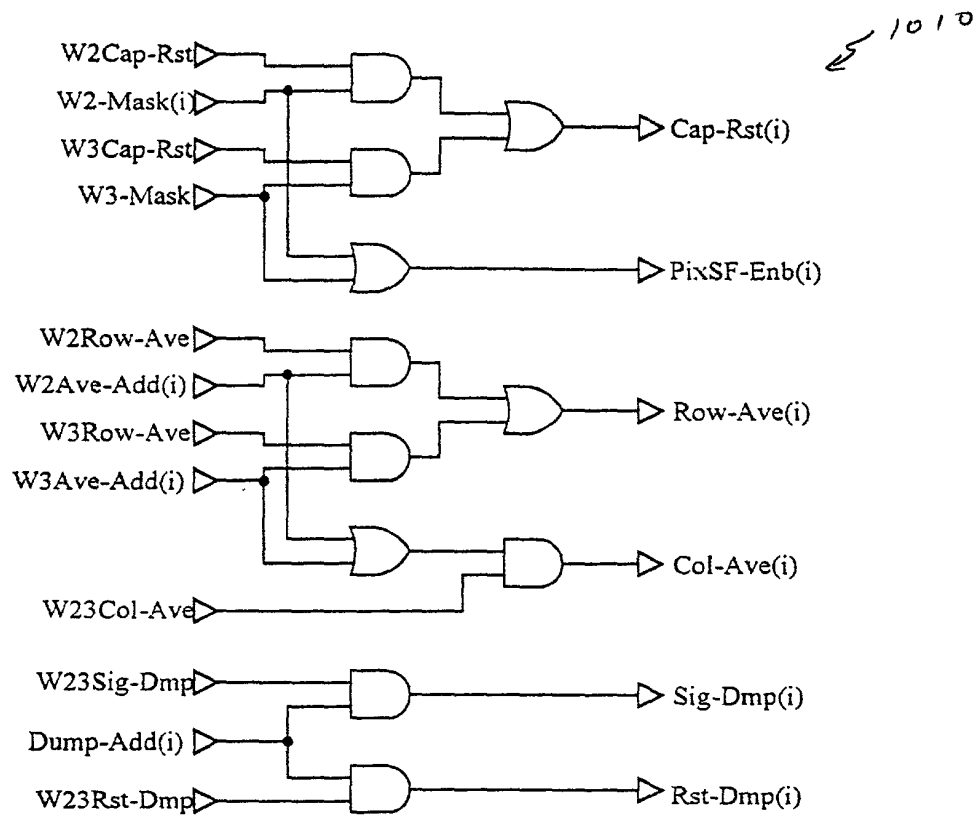 1010
W2Cap-Rst
W2-Mask(i)
W3Cap-Rst
W3-Mask
Cap-Rst(i)
PixSF-Enb(i)
W2Row-Ave
W2Ave-Add(i)
W3Row-Ave
W3Ave-Add(i)
Row-Ave(i)
W23Col-Ave
Col-Ave(i)
W23Sig-Dmp
Dump-Add(i)
W23Rst-Dmp
Sig-Dmp(i)
Rst-Dmp(i)